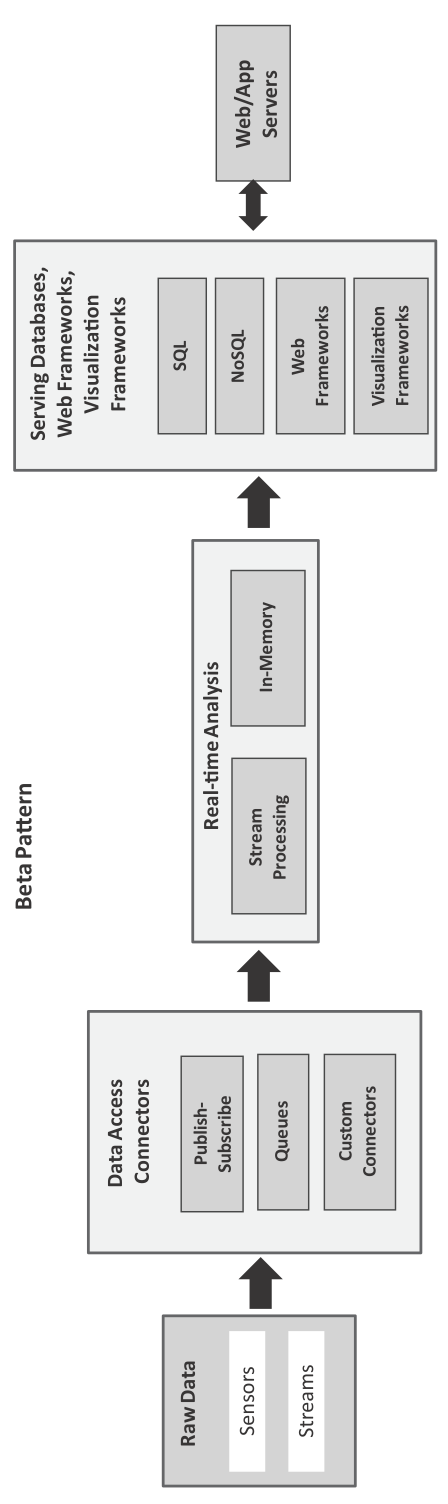 Beta Pattern
Raw Data
Sensors
Streams
Data Access
Connectors
Publish-
Subscribe
Queues
Custom
Connectors
Real-time Analysis
Stream
Processing
In-Memory
Serving Databases,
Web Frameworks,
Visualization
Frameworks
SQL
NoSQL
Web
Frameworks
Visualization
Frameworks
Web/App
Servers